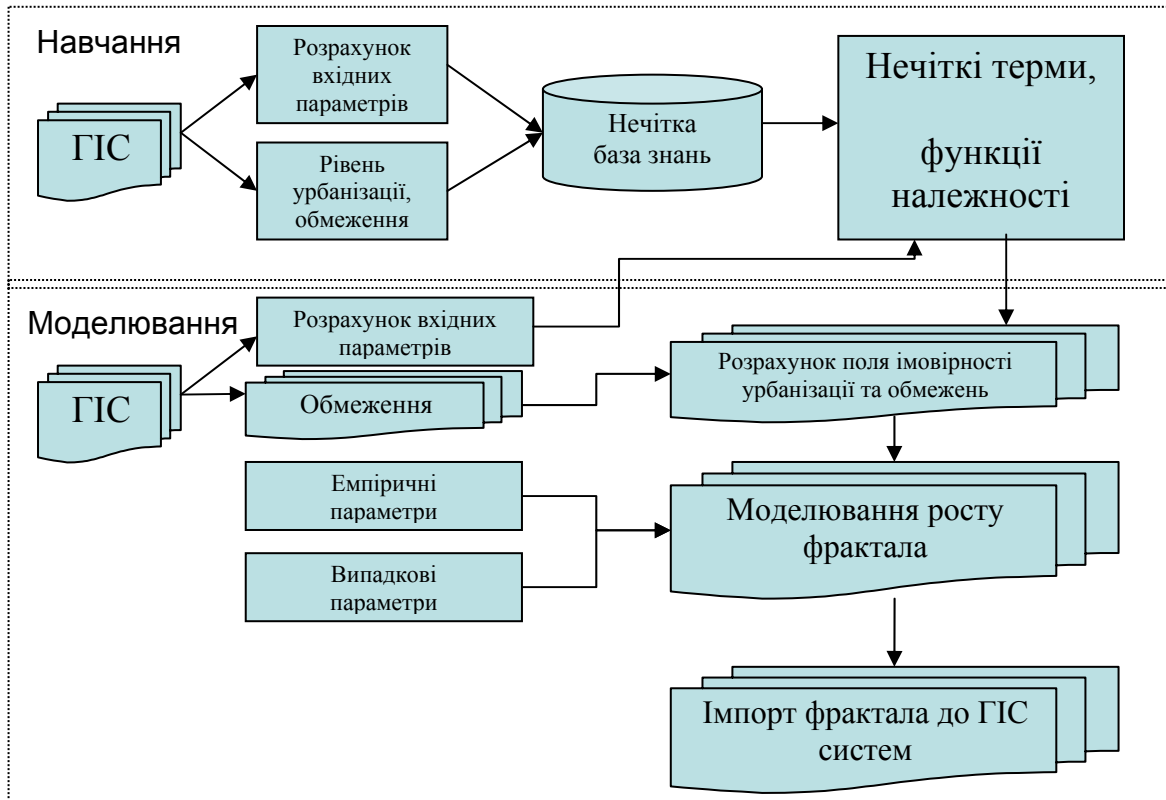 Навчання
ГІС
Розрахунок
вхідних
параметрів
Рівень
урбанізації,
обмеження
Нечітка
база знань
Нечіткі терми,
функції
належності
Моделювання
ГІС
Розрахунок вхідних
параметрів
Обмеження
Розрахунок поля імовірності
урбанізації та обмежень
Емпіричні
параметри
Випадкові
параметри
Моделювання росту
фрактала
Імпорт фрактала до ГІС
систем